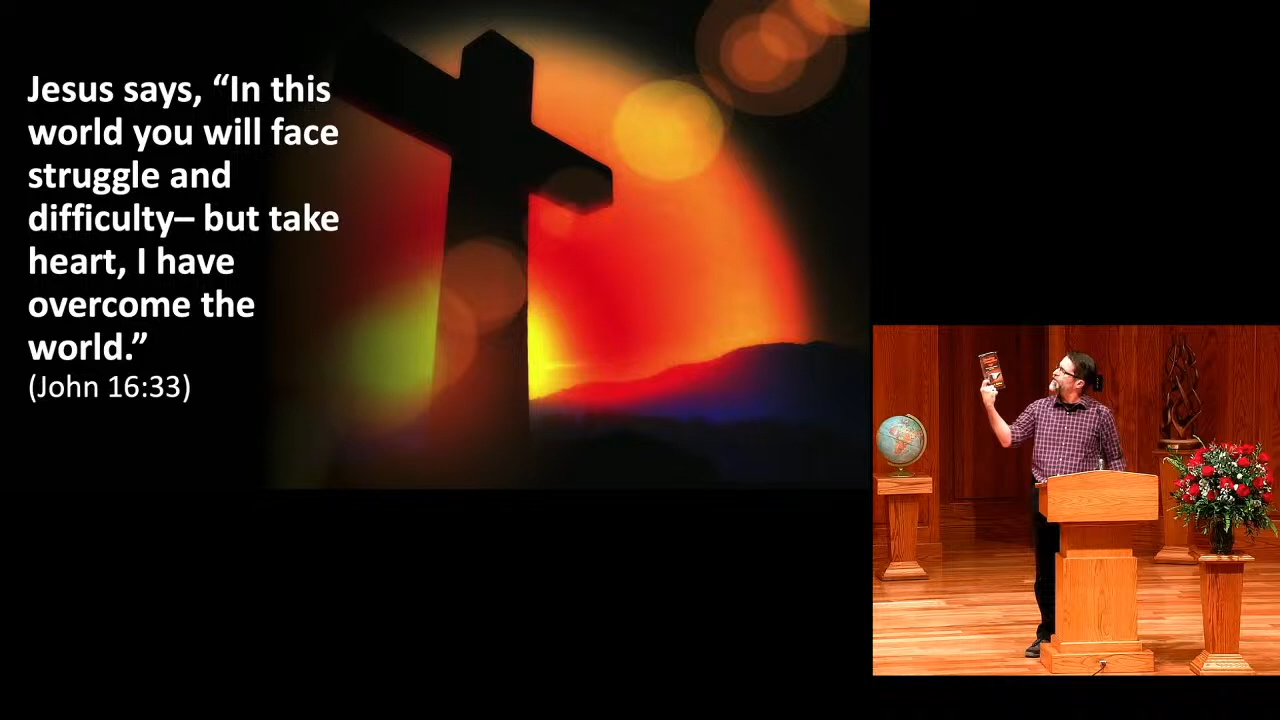 Jesus says, “In this
world you will face
struggle and
difficulty– but take
heart, I have
overcome the
world.”
(John 16:33)